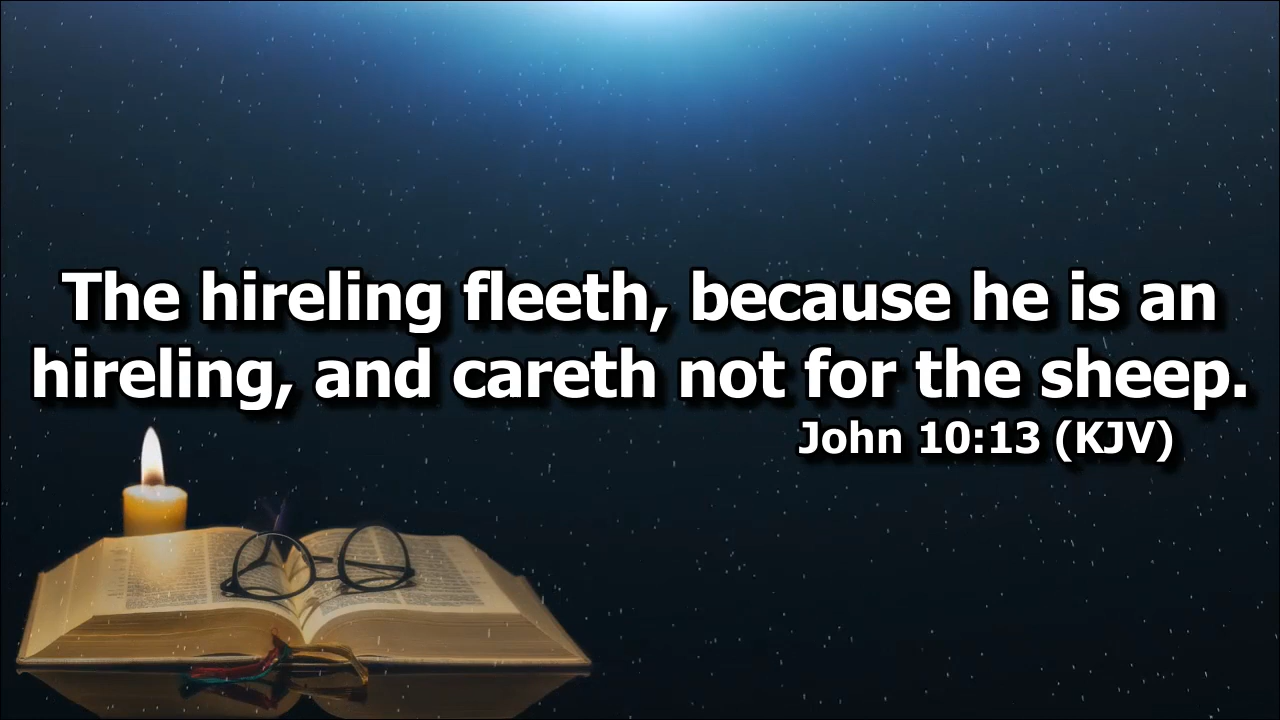 The hireling fleeth, because he is an
hireling, and careth not for the sheep.
John 10:13 (KJV)